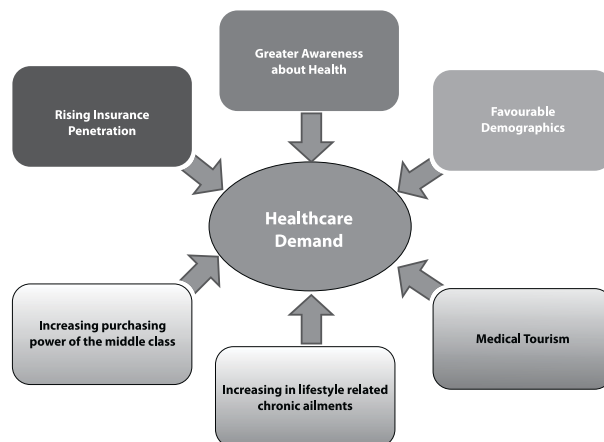 Greater Awareness
about Health
Rising Insurance
Penetration
Favourable
Demographics
Healthcare
Demand
Increasing purchasing
power of the middle class
Medical Tourism
Increasing in lifestyle related
chronic ailments